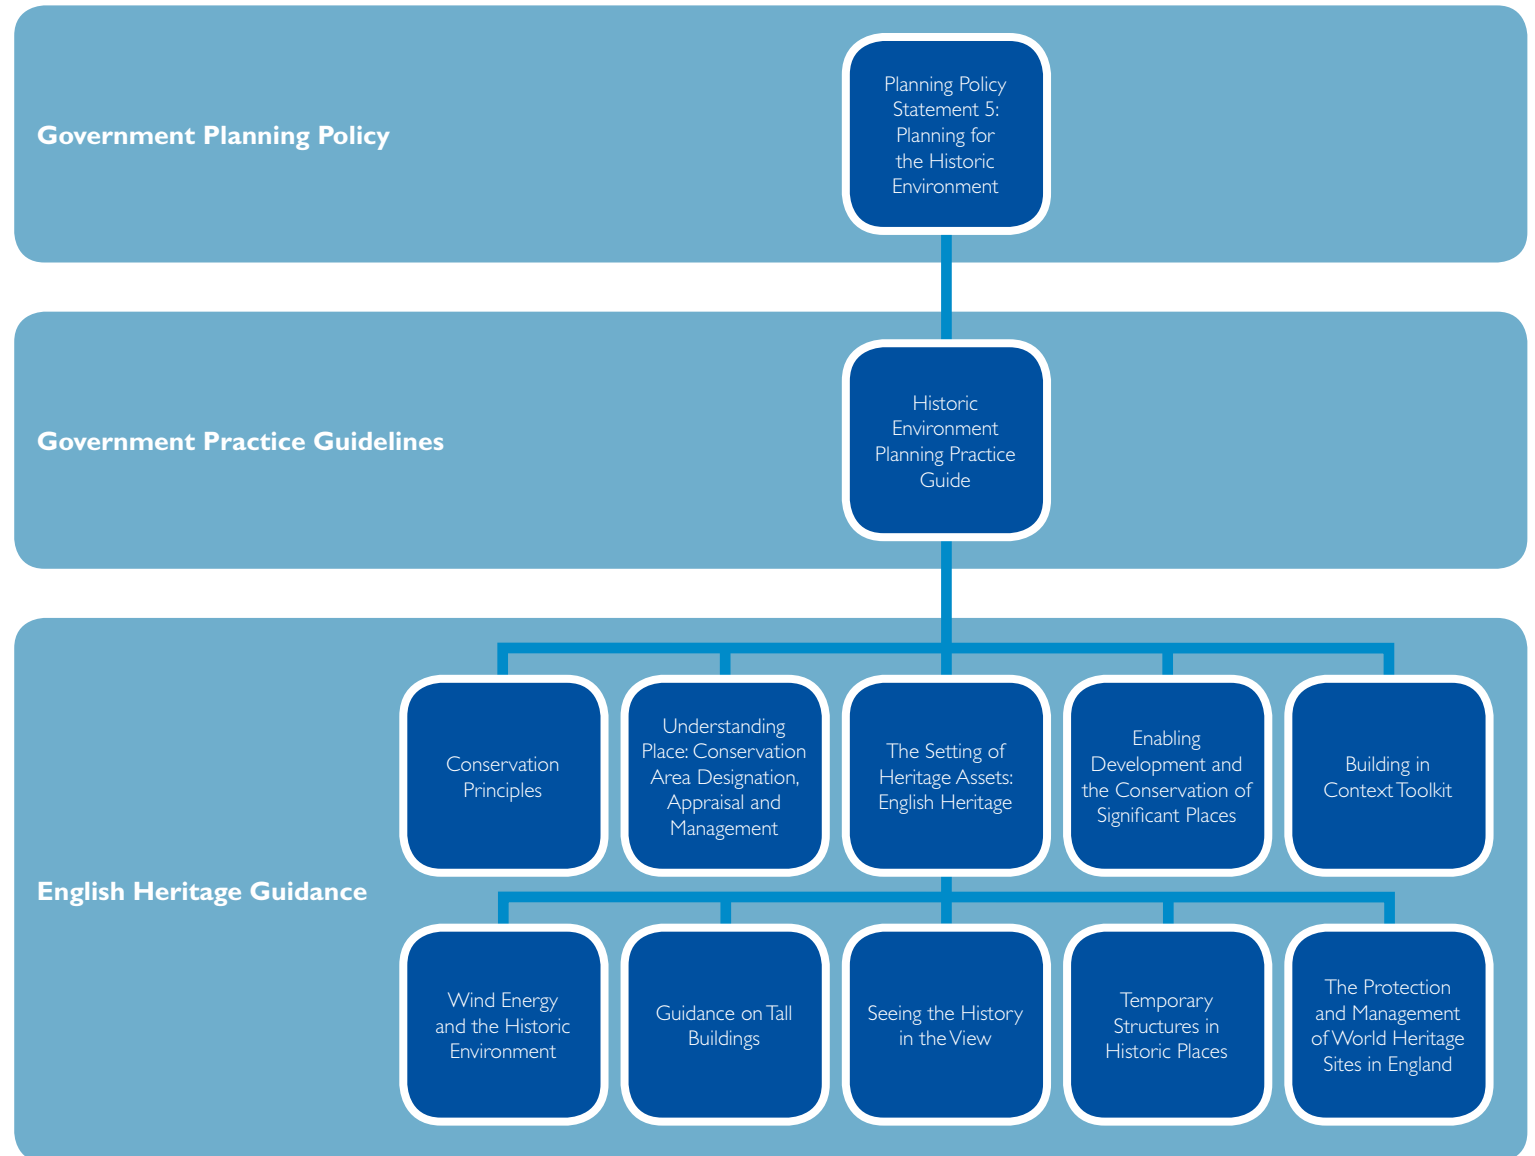 Government Planning Policy
Planning Policy
Statement 5:
Planning for
the Historic
Environment
Government Practice Guidelines
Historic
Environment
Planning Practice
Guide
English Heritage Guidance
Conservation
Principles
Understanding
Place: Conservation
Area Designation,
Appraisal and
Management
The Setting of
Heritage Assets:
English Heritage
Enabling
Development and
the Conservation of
Significant Places
Building in
Context Toolkit
Wind Energy
and the Historic
Environment
Guidance on Tall
Buildings
Seeing the History
in the View
Temporary
Structures in
Historic Places
The Protection
and Management
of World Heritage
Sites in England